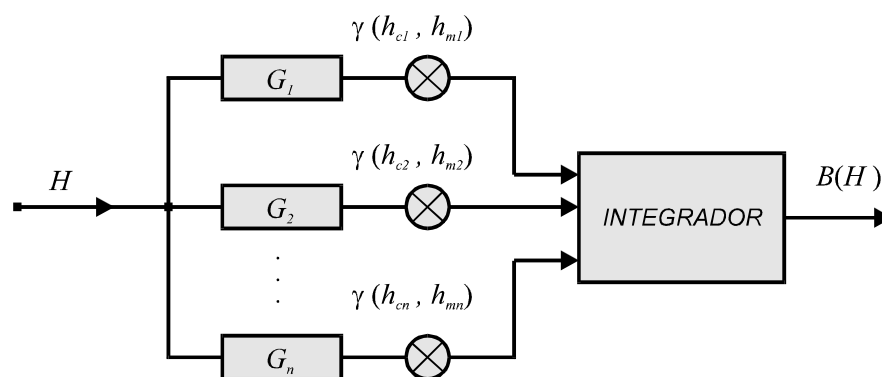 γ (h_c1 , h_m1)
G_1
γ (h_c2 , h_m2)
H
B(H)
G_2
INTEGRADOR
γ (h_cn , h_mn)
G_n